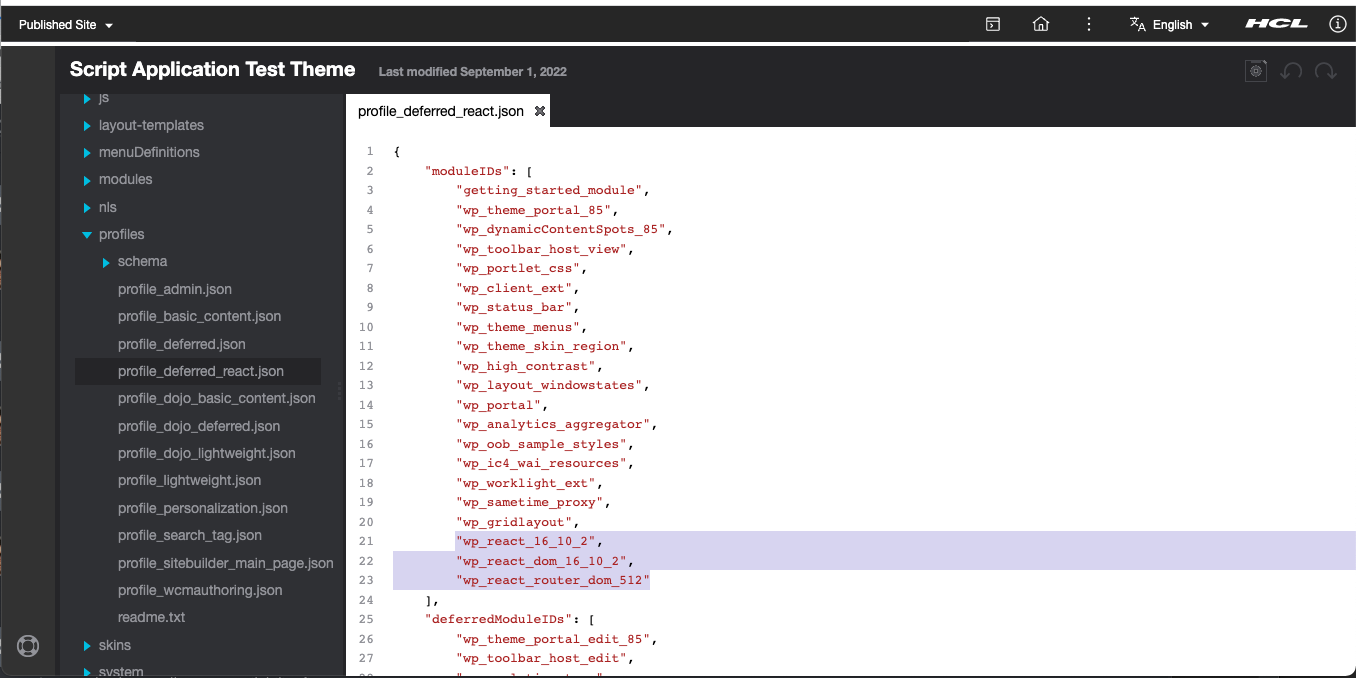 Published Site
English
HCL
Script Application Test Theme
Last modified September 1, 2022
js
layout-templates
menuDefinitions
modules
nls
profiles
schema
profile_admin.json
profile_basic_content.json
profile_deferred.json
profile_deferred_react.json
profile_dojo_basic_content.json
profile_dojo_deferred.json
profile_dojo_lightweight.json
profile_lightweight.json
profile_personalization.json
profile_search_tag.json
profile_sitebuilder_main_page.json
profile_wcmauthoring.json
readme.txt
skins
system
profile_deferred_react.json
1 {
2 "moduleIDs": [
3 "getting_started_module",
4 "wp_theme_portal_85",
5 "wp_dynamicContentSpots_85",
6 "wp_toolbar_host_view",
7 "wp_portlet_css",
8 "wp_client_ext",
9 "wp_status_bar",
10 "wp_theme_menus",
11 "wp_theme_skin_region",
12 "wp_high_contrast",
13 "wp_layout_windowstates",
14 "wp_portal",
15 "wp_analytics_aggregator",
16 "wp_oob_sample_styles",
17 "wp_ic4_wai_resources",
18 "wp_worklight_ext",
19 "wp_sametime_proxy",
20 "wp_gridlayout",
21 "wp_react_16_10_2",
22 "wp_react_dom_16_10_2",
23 "wp_react_router_dom_512"
24 ],
25 "deferredModuleIDs": [
26 "wp_theme_portal_edit_85",
27 "wp_toolbar_host_edit",